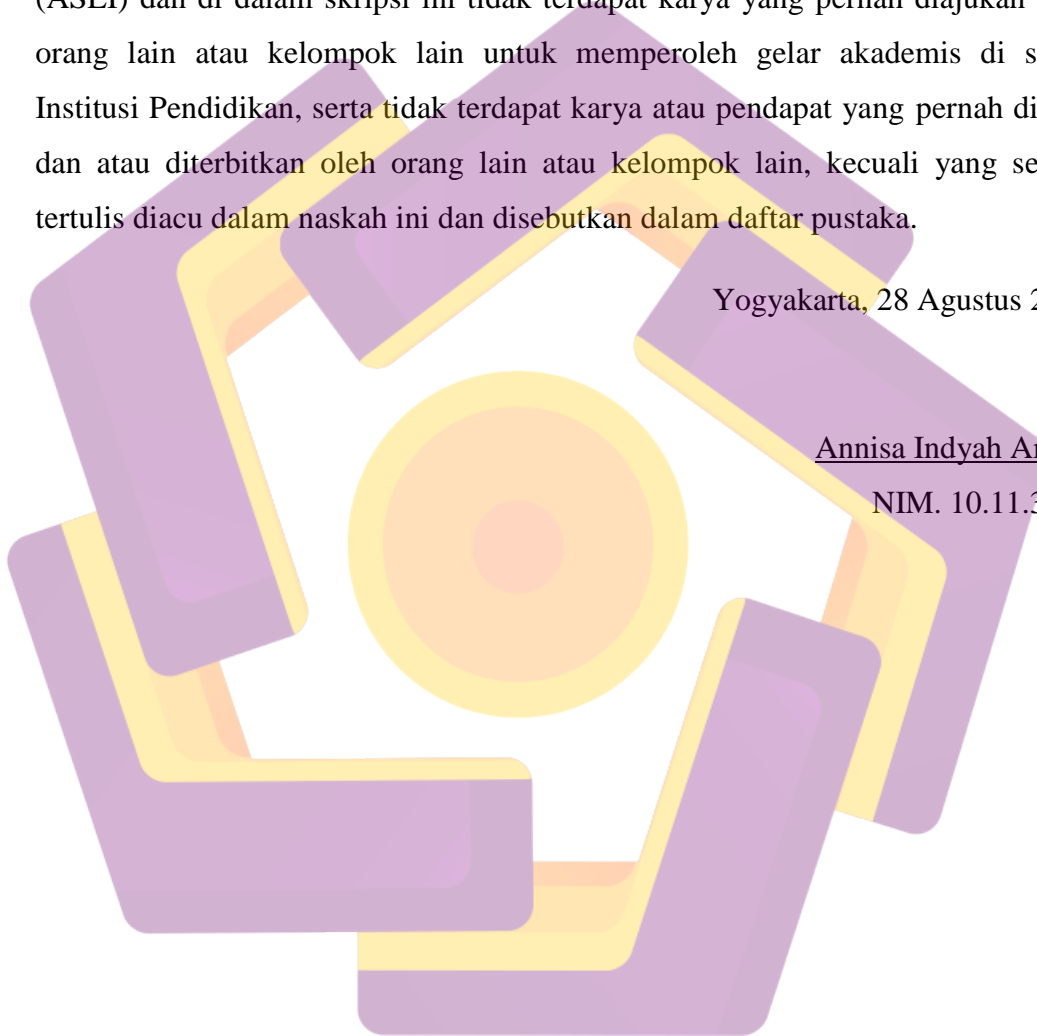 (ASLI) dan di dalam skripsi ini tidak terdapat karya yang pernah diajukan
orang lain atau kelompok lain untuk memperoleh gelar akademis di
Institusi Pendidikan, serta tidak terdapat karya atau pendapat yang pernah
dan atau diterbitkan oleh orang lain atau kelompok lain, kecuali yang
tertulis diacu dalam naskah ini dan disebutkan dalam daftar pustaka.
Yogyakarta, 28 Agustus
Annisa Indyah
NIM. 10.11.